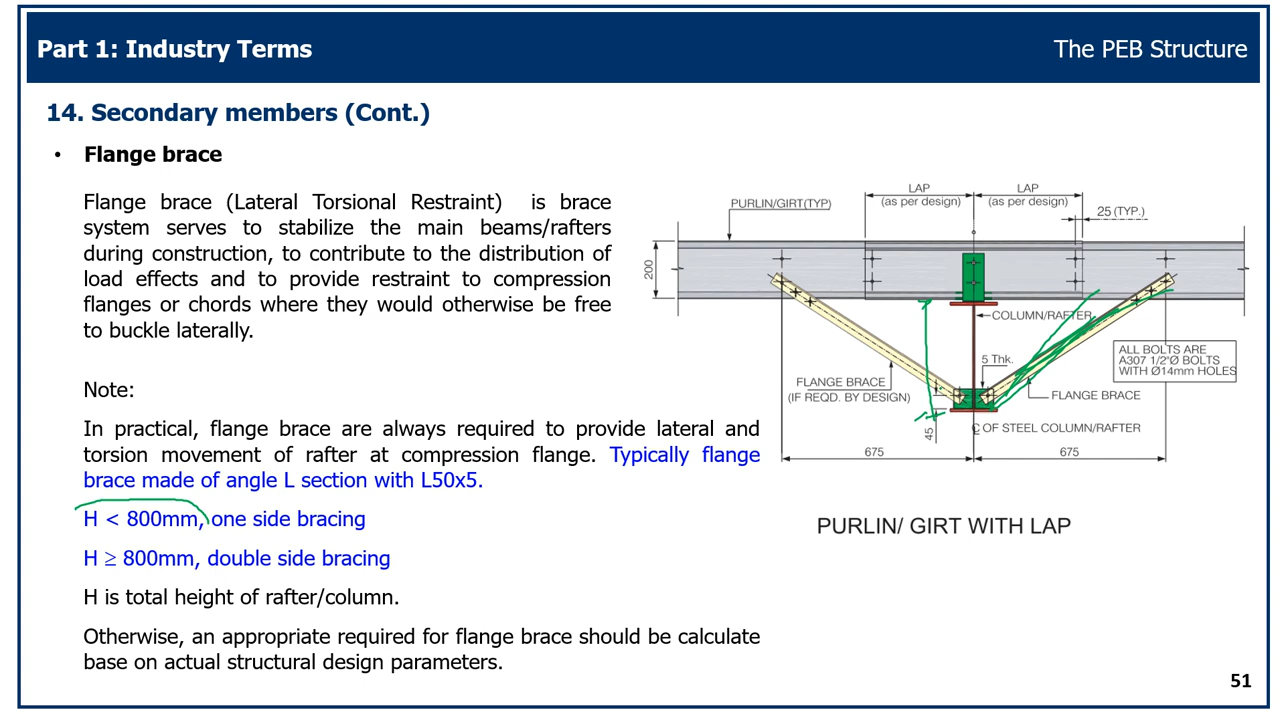 Part 1: Industry Terms
The PEB Structure
14. Secondary members (Cont.)
• Flange brace
Flange brace (Lateral Torsional Restraint) is brace
system serves to stabilize the main beams/rafters
during construction, to contribute to the distribution of
load effects and to provide restraint to compression
flanges or chords where they would otherwise be free
to buckle laterally.
Note:
In practical, flange brace are always required to provide lateral and
torsion movement of rafter at compression flange. Typically flange
brace made of angle L section with L50x5.
H < 800mm, one side bracing
H ≥ 800mm, double side bracing
H is total height of rafter/column.
Otherwise, an appropriate required for flange brace should be calculate
base on actual structural design parameters.
LAP
(as per design)
LAP
(as per design)
PURLIN/GIRT(TYP)
25 (TYP.)
200
COLUMN/RAFTER
5 Thk.
ALL BOLTS ARE
A307 1/2"Ø BOLTS
WITH Ø14mm HOLES
FLANGE BRACE
(IF REQD. BY DESIGN)
FLANGE BRACE
45
℄ OF STEEL COLUMN/RAFTER
675
675
PURLIN/ GIRT WITH LAP
51